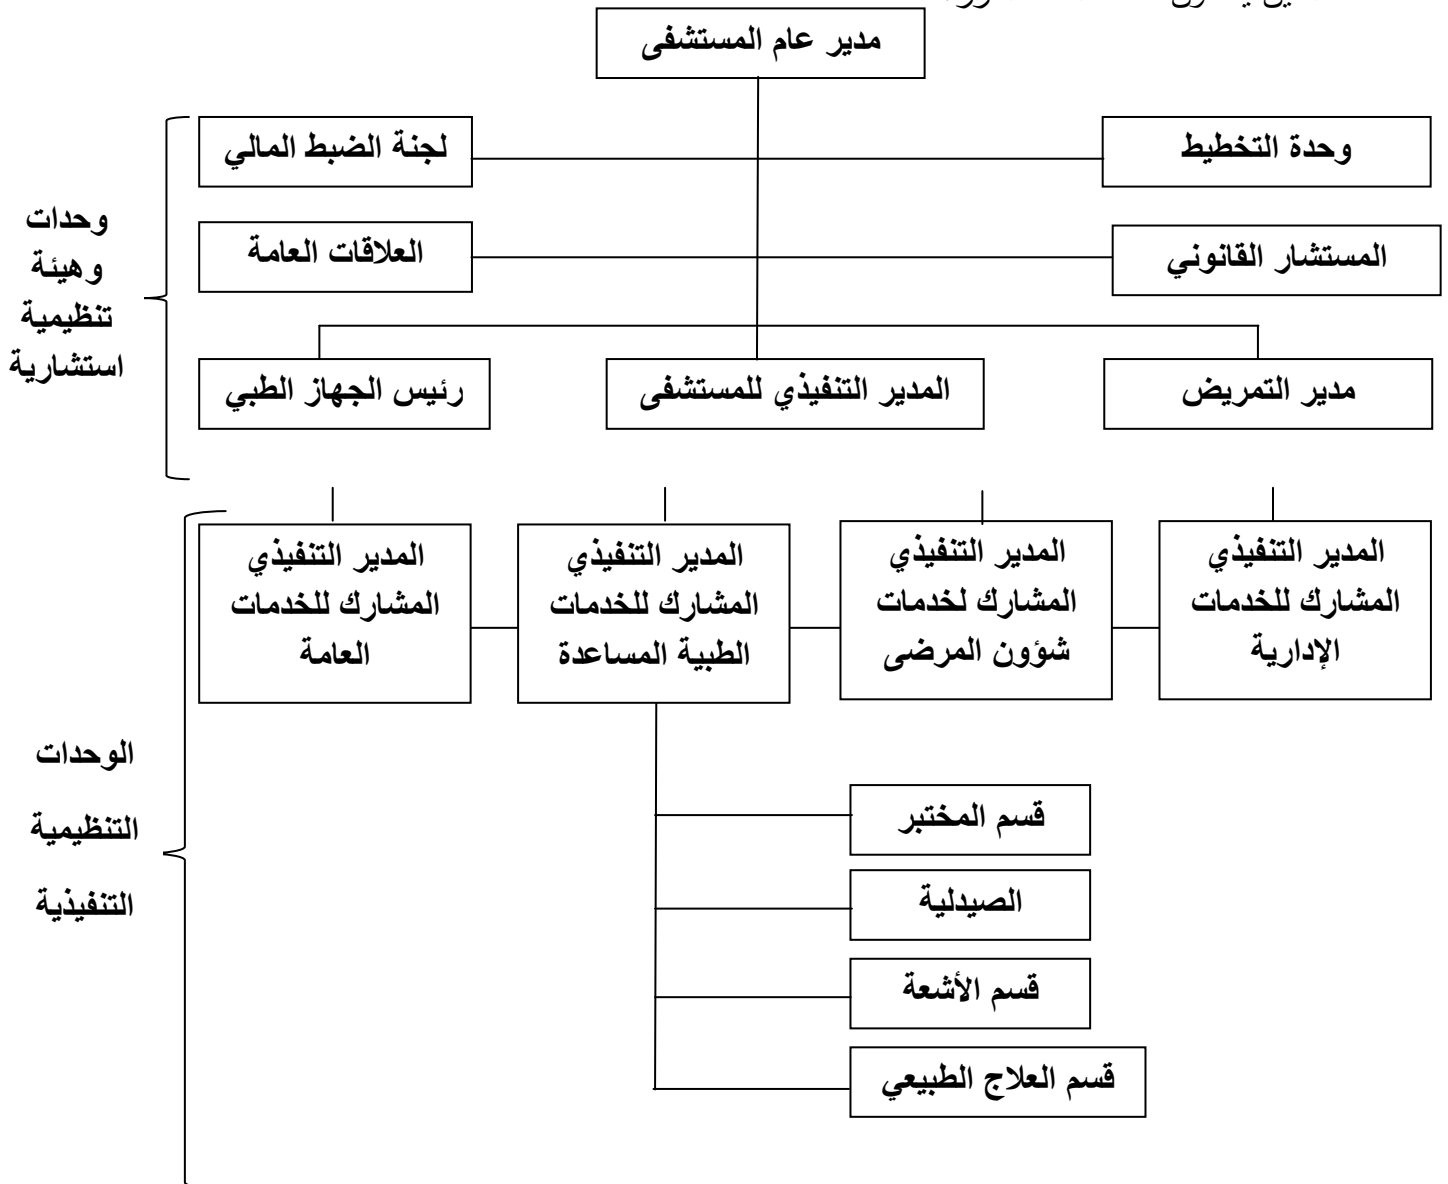 مدير عام المستشفى
وحدة التخطيط
لجنة الضبط المالي
المستشار القانوني
العلاقات العامة
وحدات
وهيئة
تنظيمية
استشارية
مدير التمريض
المدير التنفيذي للمستشفى
رئيس الجهاز الطبي
المدير التنفيذي
المشارك للخدمات
الإدارية
المدير التنفيذي
المشارك لخدمات
شؤون المرضى
المدير التنفيذي
المشارك للخدمات
الطبية المساعدة
المدير التنفيذي
المشارك للخدمات
العامة
الوحدات
التنظيمية
التنفيذية
قسم المختبر
الصيدلية
قسم الأشعة
قسم العلاج الطبيعي